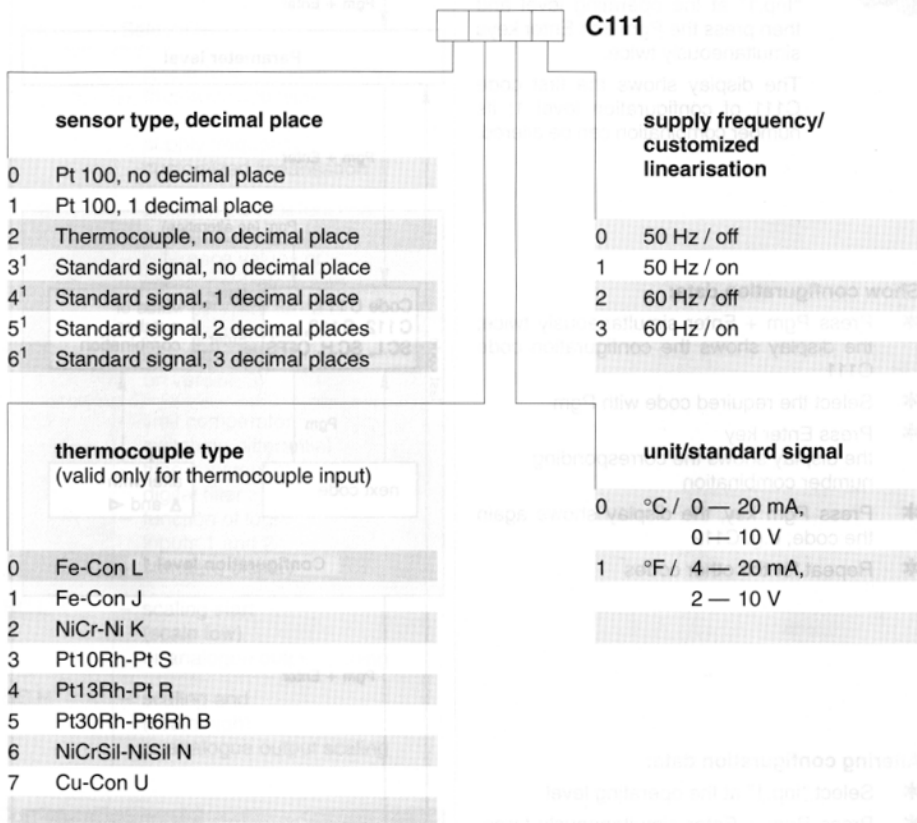 C111
sensor type, decimal place
0 Pt 100, no decimal place
1 Pt 100, 1 decimal place
2 Thermocouple, no decimal place
3¹ Standard signal, no decimal place
4¹ Standard signal, 1 decimal place
5¹ Standard signal, 2 decimal places
6¹ Standard signal, 3 decimal places
supply frequency/
customized
linearisation
0 50 Hz / off
1 50 Hz / on
2 60 Hz / off
3 60 Hz / on
thermocouple type
(valid only for thermocouple input)
0 Fe-Con L
1 Fe-Con J
2 NiCr-Ni K
3 Pt10Rh-Pt S
4 Pt13Rh-Pt R
5 Pt30Rh-Pt6Rh B
6 NiCrSil-NiSil N
7 Cu-Con U
unit/standard signal
0 °C / 0 — 20 mA,
0 — 10 V
1 °F / 4 — 20 mA,
2 — 10 V